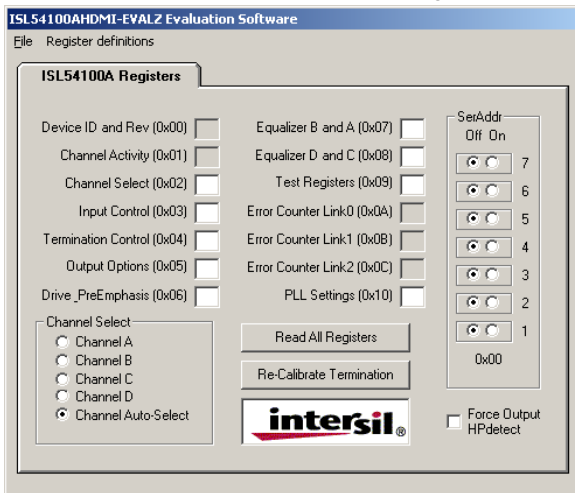 ISL54100AHDMI-EVALZ Evaluation Software
File Register definitions
ISL54100A Registers
Device ID and Rev (0x00)
Channel Activity (0x01)
Channel Select (0x02)
Input Control (0x03)
Termination Control (0x04)
Output Options (0x05)
Drive_PreEmphasis (0x06)
Equalizer B and A (0x07)
Equalizer D and C (0x08)
Test Registers (0x09)
Error Counter Link0 (0x0A)
Error Counter Link1 (0x0B)
Error Counter Link2 (0x0C)
PLL Settings (0x10)
SerAddr
Off On
7
6
5
4
3
2
1
0x00
Channel Select
Channel A
Channel B
Channel C
Channel D
Channel Auto-Select
Read All Registers
Re-Calibrate Termination
intersil®
Force Output
HPdetect